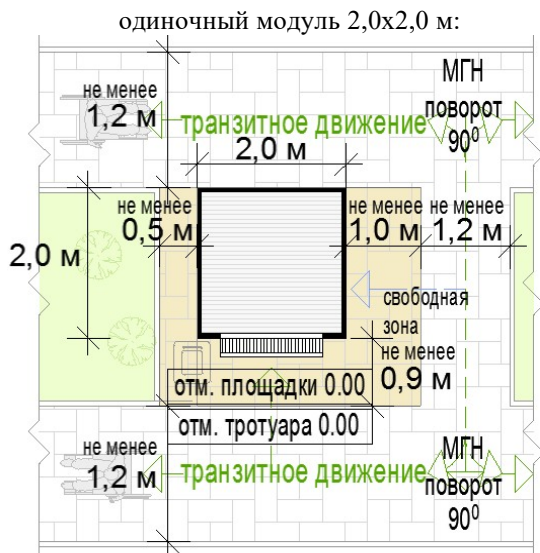 одиночный модуль 2,0х2,0 м:
МГН
поворот
90⁰
не менее
1,2 м
транзитное движение
2,0 м
не менее
0,5 м
не менее
1,0 м
не менее
1,2 м
2,0 м
свободная
зона
не менее
0,9 м
отм. площадки 0.00
отм. тротуара 0.00
не менее
1,2 м
транзитное движение
МГН
поворот
90⁰